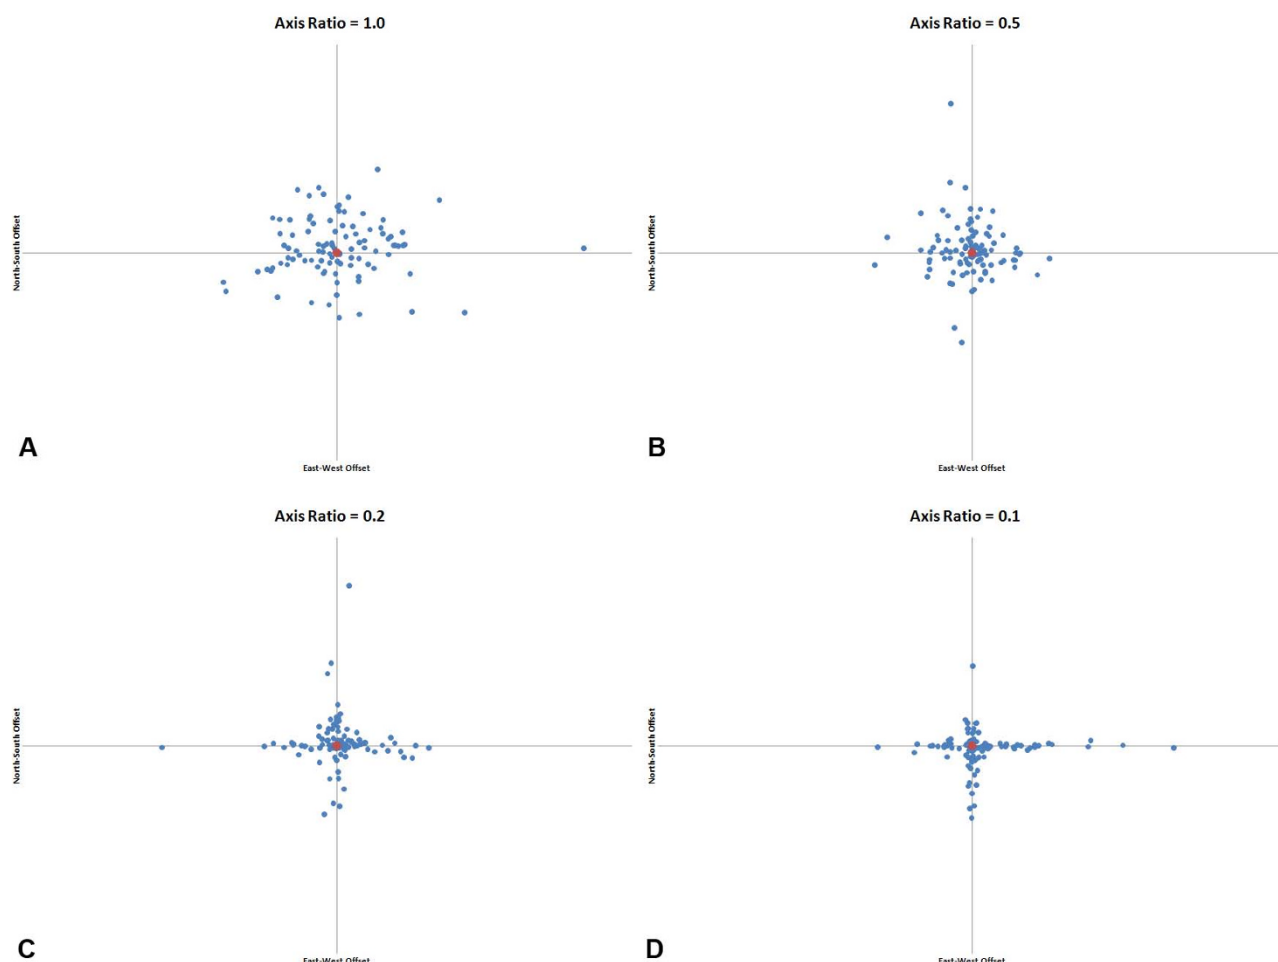 Axis Ratio = 1.0
North-South Offset
East-West Offset
A
Axis Ratio = 0.5
North-South Offset
East-West Offset
B
Axis Ratio = 0.2
North-South Offset
East-West Offset
C
Axis Ratio = 0.1
North-South Offset
East-West Offset
D